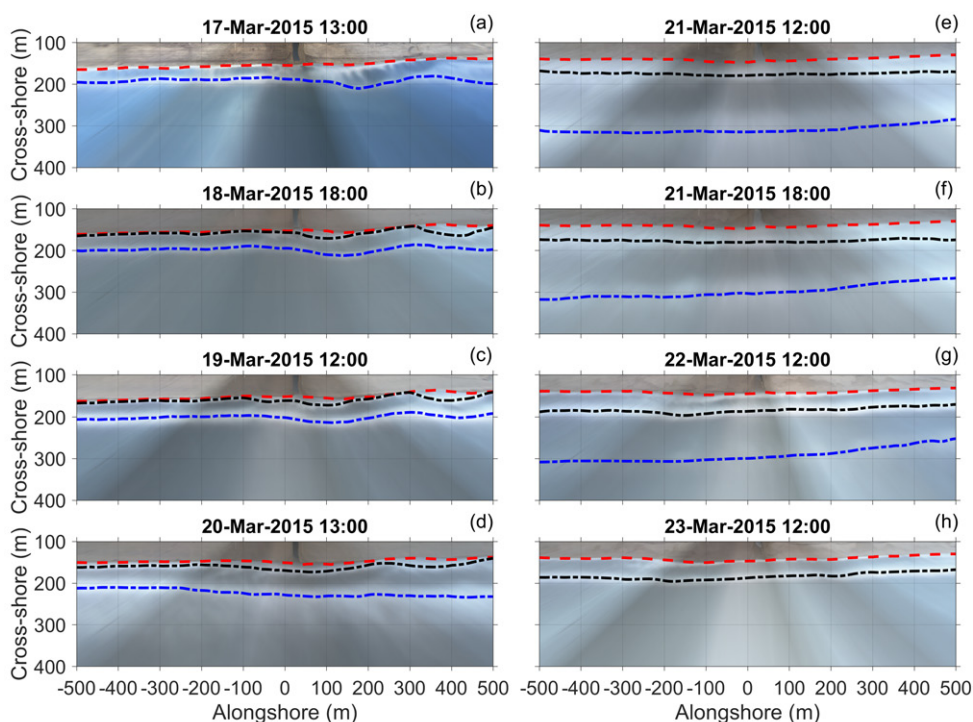 17-Mar-2015 13:00 (a)
100
200
300
400
Cross-shore (m)
18-Mar-2015 18:00 (b)
100
200
300
400
Cross-shore (m)
19-Mar-2015 12:00 (c)
100
200
300
400
Cross-shore (m)
20-Mar-2015 13:00 (d)
100
200
300
400
Cross-shore (m)
-500 -400 -300 -200 -100 0 100 200 300 400 500
Alongshore (m)
21-Mar-2015 12:00 (e)
21-Mar-2015 18:00 (f)
22-Mar-2015 12:00 (g)
23-Mar-2015 12:00 (h)
-500 -400 -300 -200 -100 0 100 200 300 400 500
Alongshore (m)